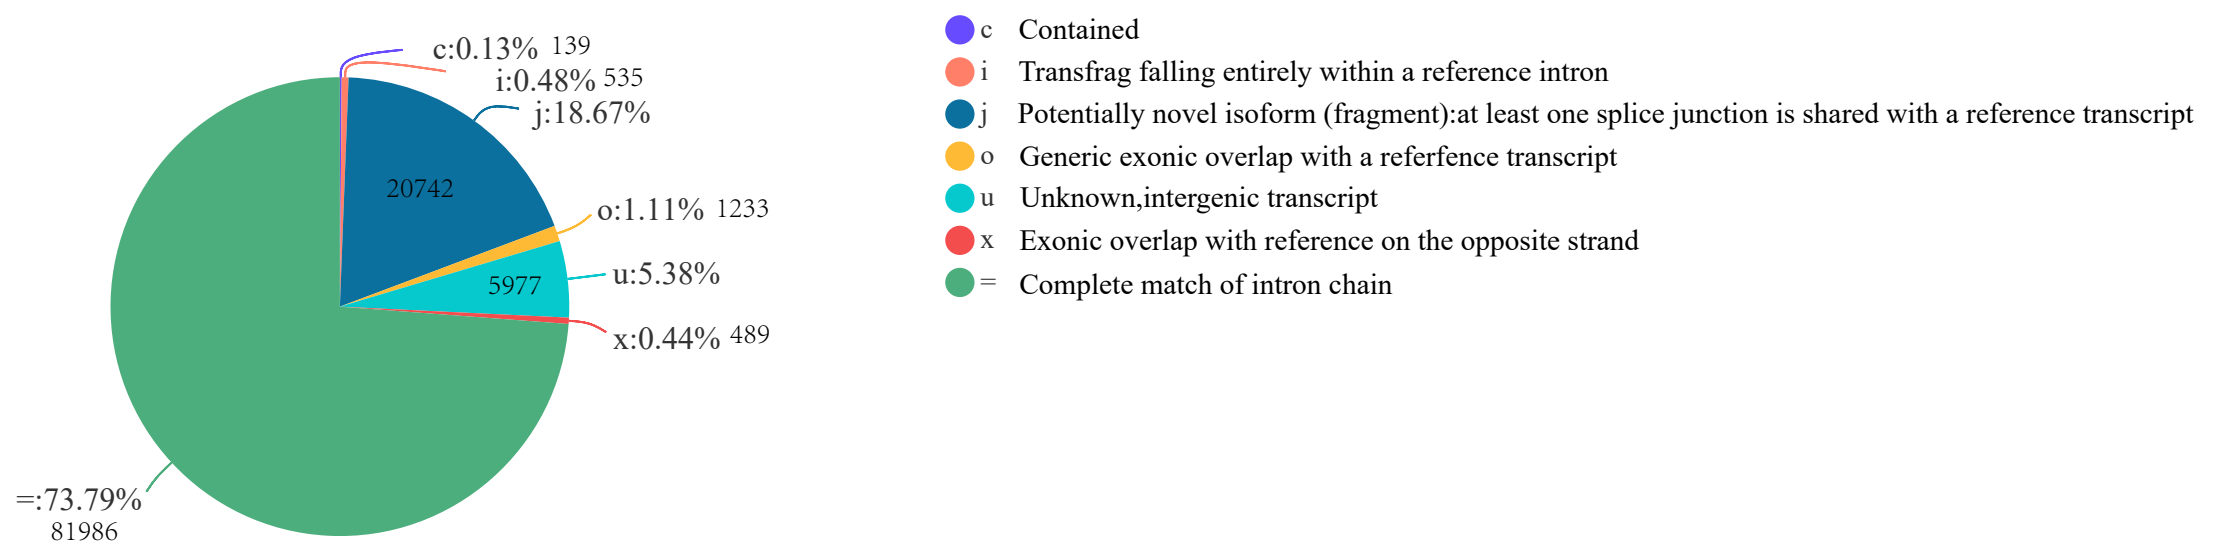 c:0.13% 139
i:0.48% 535
j:18.67%
20742
o:1.11% 1233
u:5.38%
5977
x:0.44% 489
=:73.79%
81986
c Contained
i Transfrag falling entirely within a reference intron
j Potentially novel isoform (fragment):at least one splice junction is shared with a reference transcript
o Generic exonic overlap with a referfence transcript
u Unknown,intergenic transcript
x Exonic overlap with reference on the opposite strand
= Complete match of intron chain